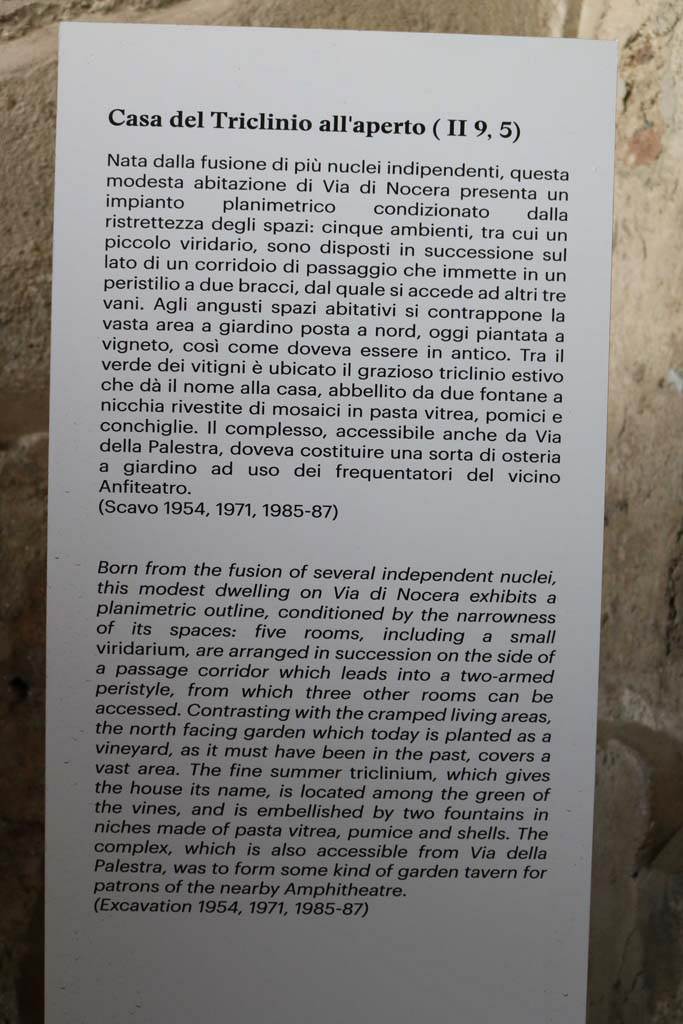 Casa del Triclinio all'aperto ( II 9, 5)
Nata dalla fusione di più nuclei indipendenti, questa
modesta abitazione di Via di Nocera presenta un
impianto planimetrico condizionato dalla
ristrettezza degli spazi: cinque ambienti, tra cui un
piccolo viridario, sono disposti in successione sul
lato di un corridoio di passaggio che immette in un
peristilio a due bracci, dal quale si accede ad altri tre
vani. Agli angusti spazi abitativi si contrappone la
vasta area a giardino posta a nord, oggi piantata a
vigneto, così come doveva essere in antico. Tra il
verde dei vitigni è ubicato il grazioso triclinio estivo
che dà il nome alla casa, abbellito da due fontane a
nicchia rivestite di mosaici in pasta vitrea, pomici e
conchiglie. Il complesso, accessibile anche da Via
della Palestra, doveva costituire una sorta di osteria
a giardino ad uso dei frequentatori del vicino
Anfiteatro.
(Scavo 1954, 1971, 1985-87)
Born from the fusion of several independent nuclei,
this modest dwelling on Via di Nocera exhibits a
planimetric outline, conditioned by the narrowness
of its spaces: five rooms, including a small
viridarium, are arranged in succession on the side of
a passage corridor which leads into a two-armed
peristyle, from which three other rooms can be
accessed. Contrasting with the cramped living areas,
the north facing garden which today is planted as a
vineyard, as it must have been in the past, covers a
vast area. The fine summer triclinium, which gives
the house its name, is located among the green of
the vines, and is embellished by two fountains in
niches made of pasta vitrea, pumice and shells. The
complex, which is also accessible from Via della
Palestra, was to form some kind of garden tavern for
patrons of the nearby Amphitheatre.
(Excavation 1954, 1971, 1985-87)